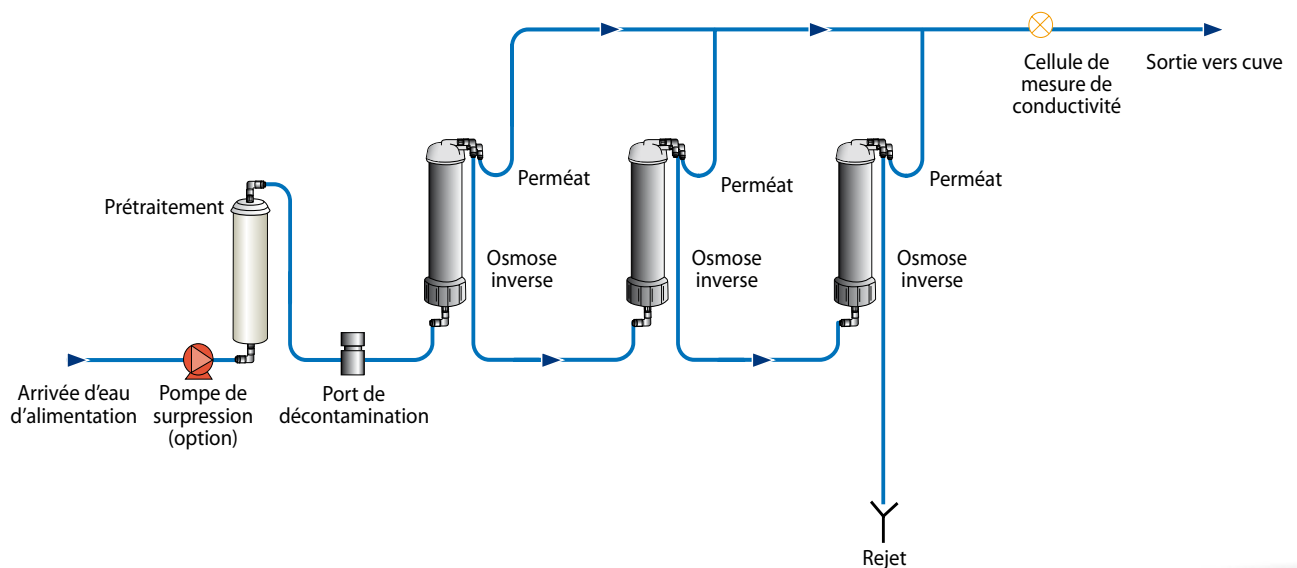 Cellule de
mesure de
conductivité
Sortie vers cuve
Perméat
Perméat
Perméat
Prétraitement
Osmose
inverse
Osmose
inverse
Osmose
inverse
Arrivée d'eau
d'alimentation
Pompe de
surpression
(option)
Port de
décontamination
Rejet